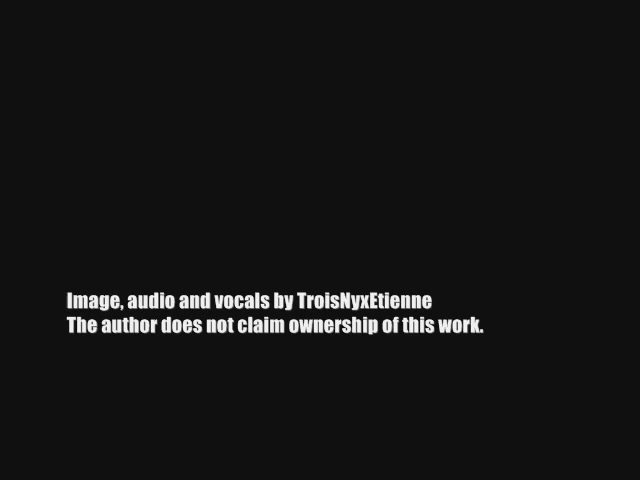 Image, audio and vocals by TroisNyxEtienne
The author does not claim ownership of this work.